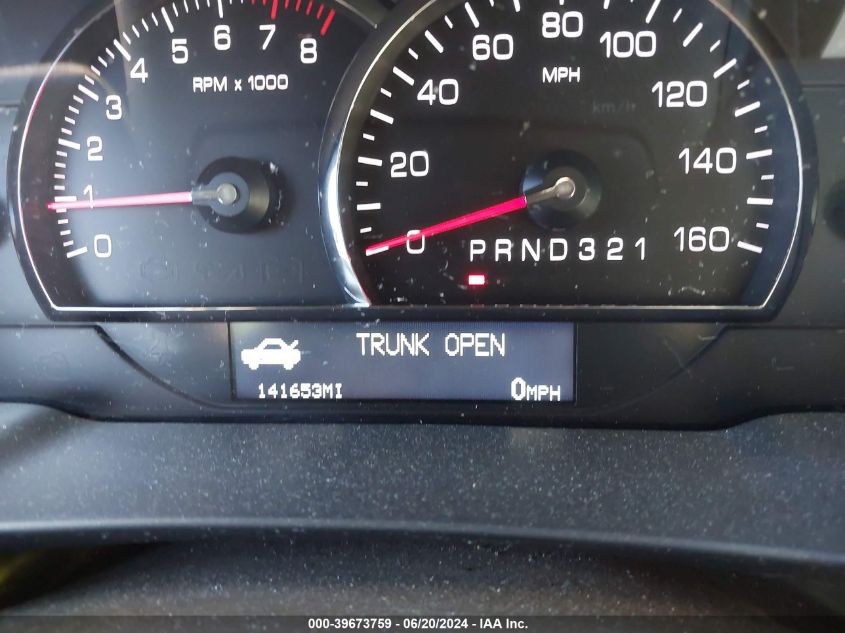 0 1 2 3 4 5 6 7 8
RPM x 1000
0 20 40 60 80 100 120 140 160
MPH
km/h
PRND321
TRUNK OPEN
141653MI 0MPH
000-39673759 - 06/20/2024 - IAA Inc.